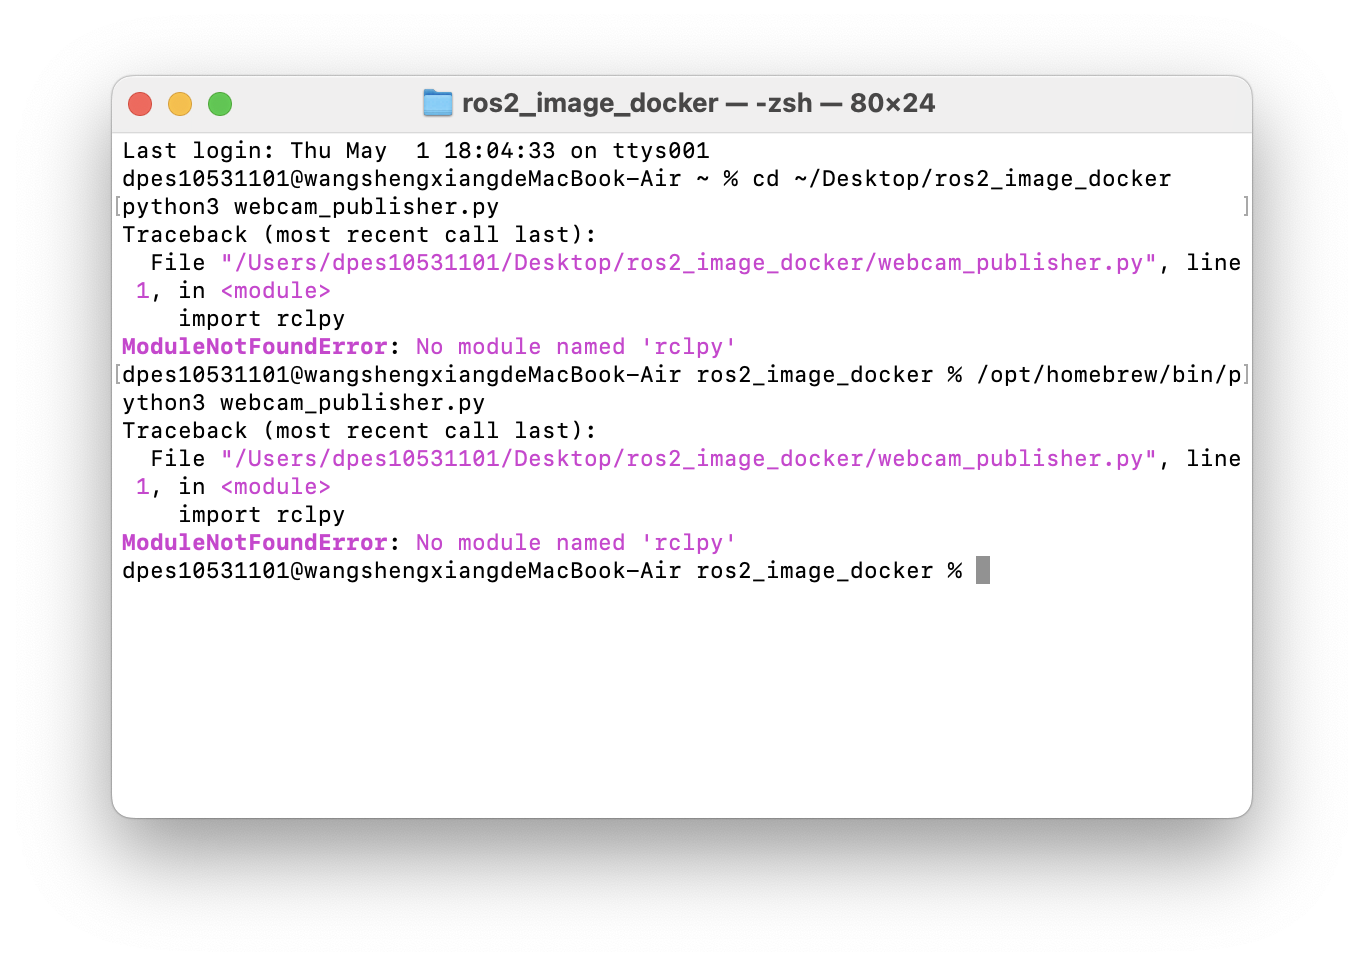 ros2_image_docker — -zsh — 80×24
Last login: Thu May  1 18:04:33 on ttys001
dpes10531101@wangshengxiangdeMacBook-Air ~ % cd ~/Desktop/ros2_image_docker
[python3 webcam_publisher.py ]
Traceback (most recent call last):
  File "/Users/dpes10531101/Desktop/ros2_image_docker/webcam_publisher.py", line
 1, in <module>
    import rclpy
ModuleNotFoundError: No module named 'rclpy'
[dpes10531101@wangshengxiangdeMacBook-Air ros2_image_docker % /opt/homebrew/bin/p]
ython3 webcam_publisher.py
Traceback (most recent call last):
  File "/Users/dpes10531101/Desktop/ros2_image_docker/webcam_publisher.py", line
 1, in <module>
    import rclpy
ModuleNotFoundError: No module named 'rclpy'
dpes10531101@wangshengxiangdeMacBook-Air ros2_image_docker %